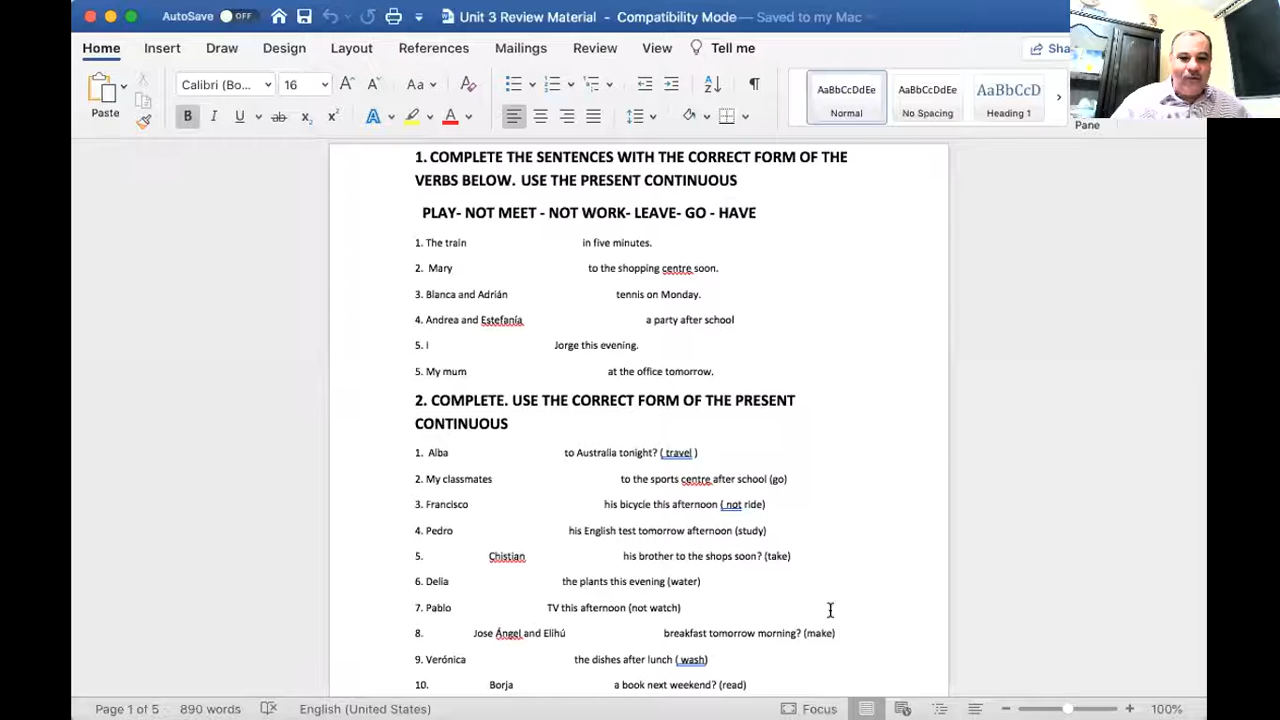 AutoSave OFF Unit 3 Review Material - Compatibility Mode — Saved to my Mac
Home Insert Draw Design Layout References Mailings Review View Tell me Sha
Paste Calibri (Bo... 16 A A Aa A AaBbCcDdEe AaBbCcDdEe AaBbCcD
B I U ab x₂ x² A A Normal No Spacing Heading 1 Pane
1. COMPLETE THE SENTENCES WITH THE CORRECT FORM OF THE
VERBS BELOW. USE THE PRESENT CONTINUOUS
PLAY- NOT MEET - NOT WORK- LEAVE- GO - HAVE
1. The train in five minutes.
2. Mary to the shopping centre soon.
3. Blanca and Adrián tennis on Monday.
4. Andrea and Estefanía a party after school
5. I Jorge this evening.
5. My mum at the office tomorrow.
2. COMPLETE. USE THE CORRECT FORM OF THE PRESENT
CONTINUOUS
1. Alba to Australia tonight? ( travel )
2. My classmates to the sports centre after school (go)
3. Francisco his bicycle this afternoon ( not ride)
4. Pedro his English test tomorrow afternoon (study)
5. Chistian his brother to the shops soon? (take)
6. Delia the plants this evening (water)
7. Pablo TV this afternoon (not watch)
8. Jose Ángel and Elihú breakfast tomorrow morning? (make)
9. Verónica the dishes after lunch ( wash)
10. Borja a book next weekend? (read)
Page 1 of 5 890 words English (United States) Focus 100%